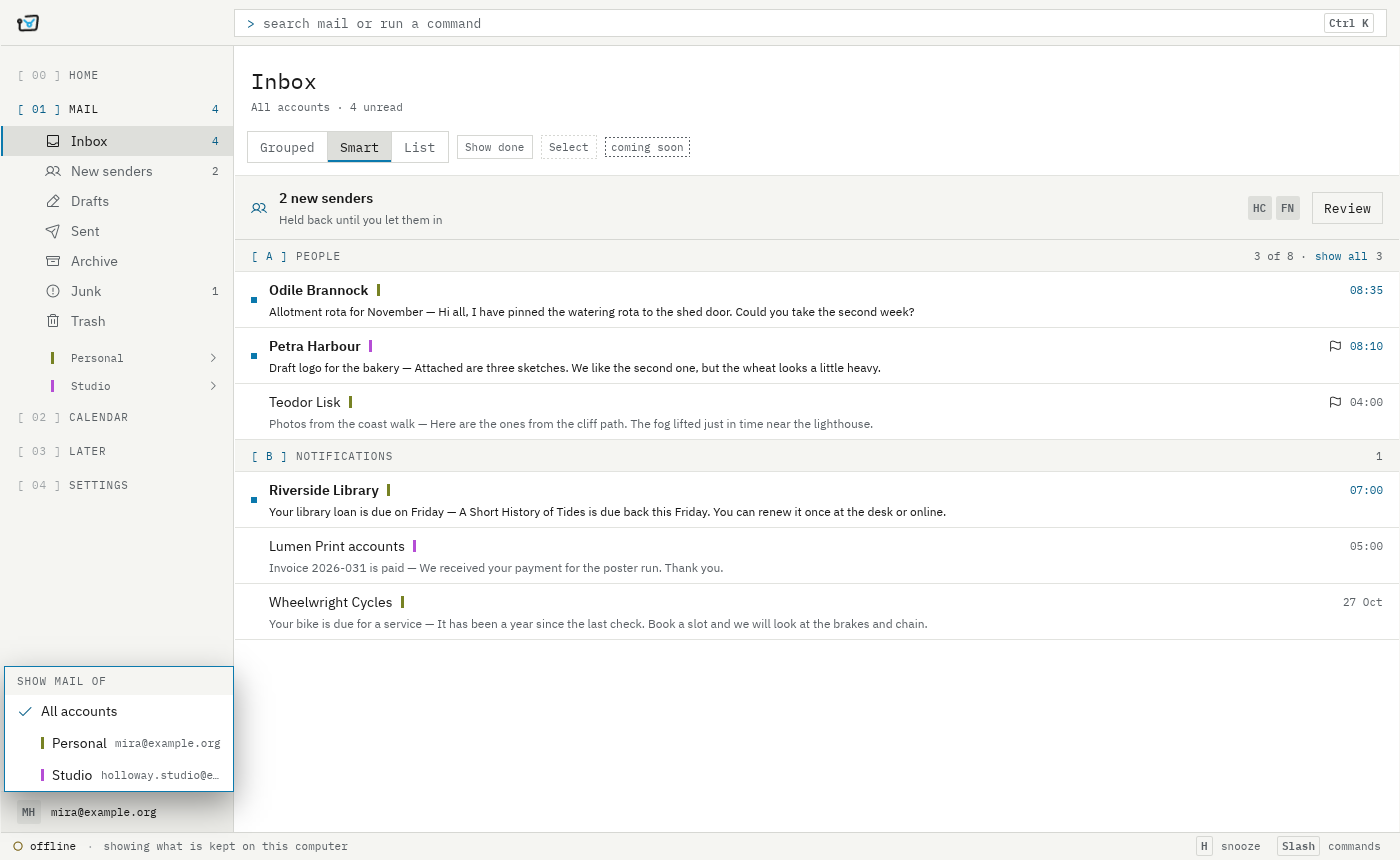 > search mail or run a command Ctrl K
[ 00 ] HOME
[ 01 ] MAIL 4
Inbox 4
New senders 2
Drafts
Sent
Archive
Junk 1
Trash
Personal
Studio
[ 02 ] CALENDAR
[ 03 ] LATER
[ 04 ] SETTINGS
SHOW MAIL OF
All accounts
Personal mira@example.org
Studio holloway.studio@e…
MH mira@example.org
Inbox
All accounts · 4 unread
Grouped Smart List Show done Select coming soon
2 new senders
Held back until you let them in
HC FN Review
[ A ] PEOPLE 3 of 8 · show all 3
Odile Brannock 08:35
Allotment rota for November — Hi all, I have pinned the watering rota to the shed door. Could you take the second week?
Petra Harbour 08:10
Draft logo for the bakery — Attached are three sketches. We like the second one, but the wheat looks a little heavy.
Teodor Lisk 04:00
Photos from the coast walk — Here are the ones from the cliff path. The fog lifted just in time near the lighthouse.
[ B ] NOTIFICATIONS 1
Riverside Library 07:00
Your library loan is due on Friday — A Short History of Tides is due back this Friday. You can renew it once at the desk or online.
Lumen Print accounts 05:00
Invoice 2026-031 is paid — We received your payment for the poster run. Thank you.
Wheelwright Cycles 27 Oct
Your bike is due for a service — It has been a year since the last check. Book a slot and we will look at the brakes and chain.
offline · showing what is kept on this computer
H snooze Slash commands